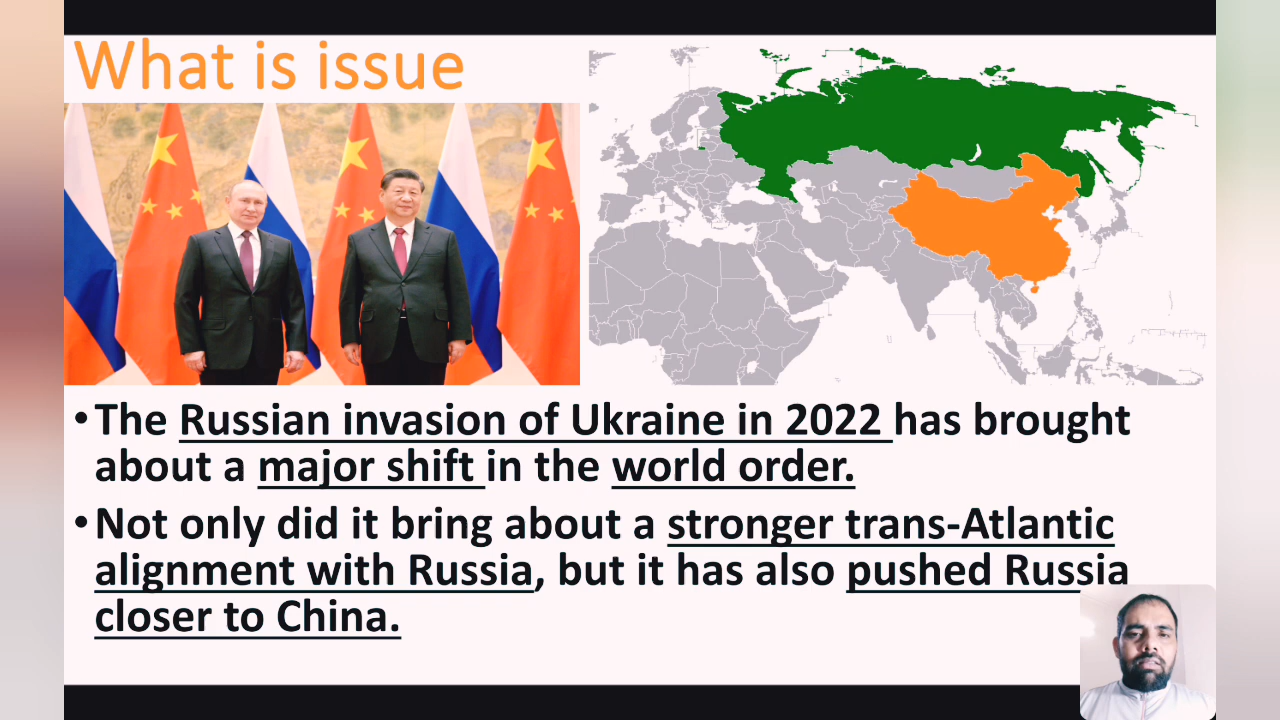 What is issue
•The Russian invasion of Ukraine in 2022 has brought
about a major shift in the world order.
•Not only did it bring about a stronger trans-Atlantic
alignment with Russia, but it has also pushed Russia
closer to China.